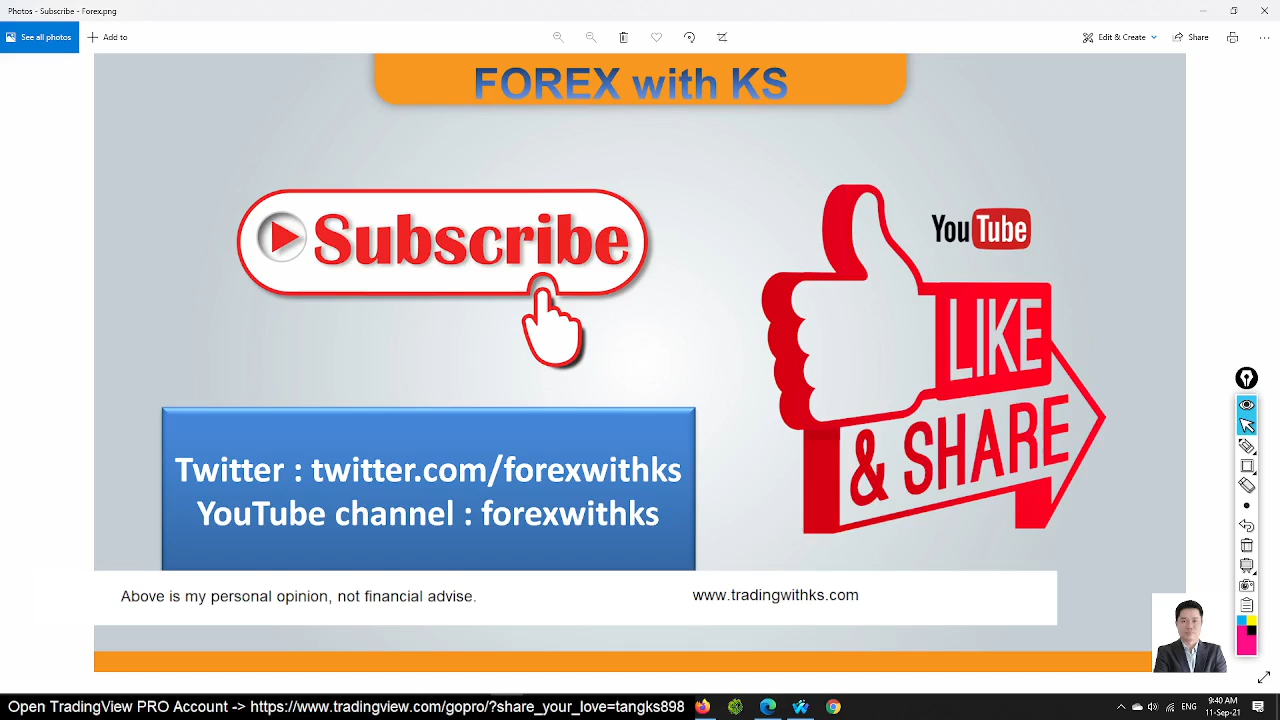 Photos - Subscribe - Forex.png
See all photos
Add to
Edit & Create
Share
FOREX with KS
Subscribe
YouTube
LIKE
& SHARE
Twitter : twitter.com/forexwithks
YouTube channel : forexwithks
Above is my personal opinion, not financial advise.
www.tradingwithks.com
Open TradingView PRO Account -> https://www.tradingview.com/gopro/?share_your_love=tangks898
ENG
9:40 AM
11-Sep-21